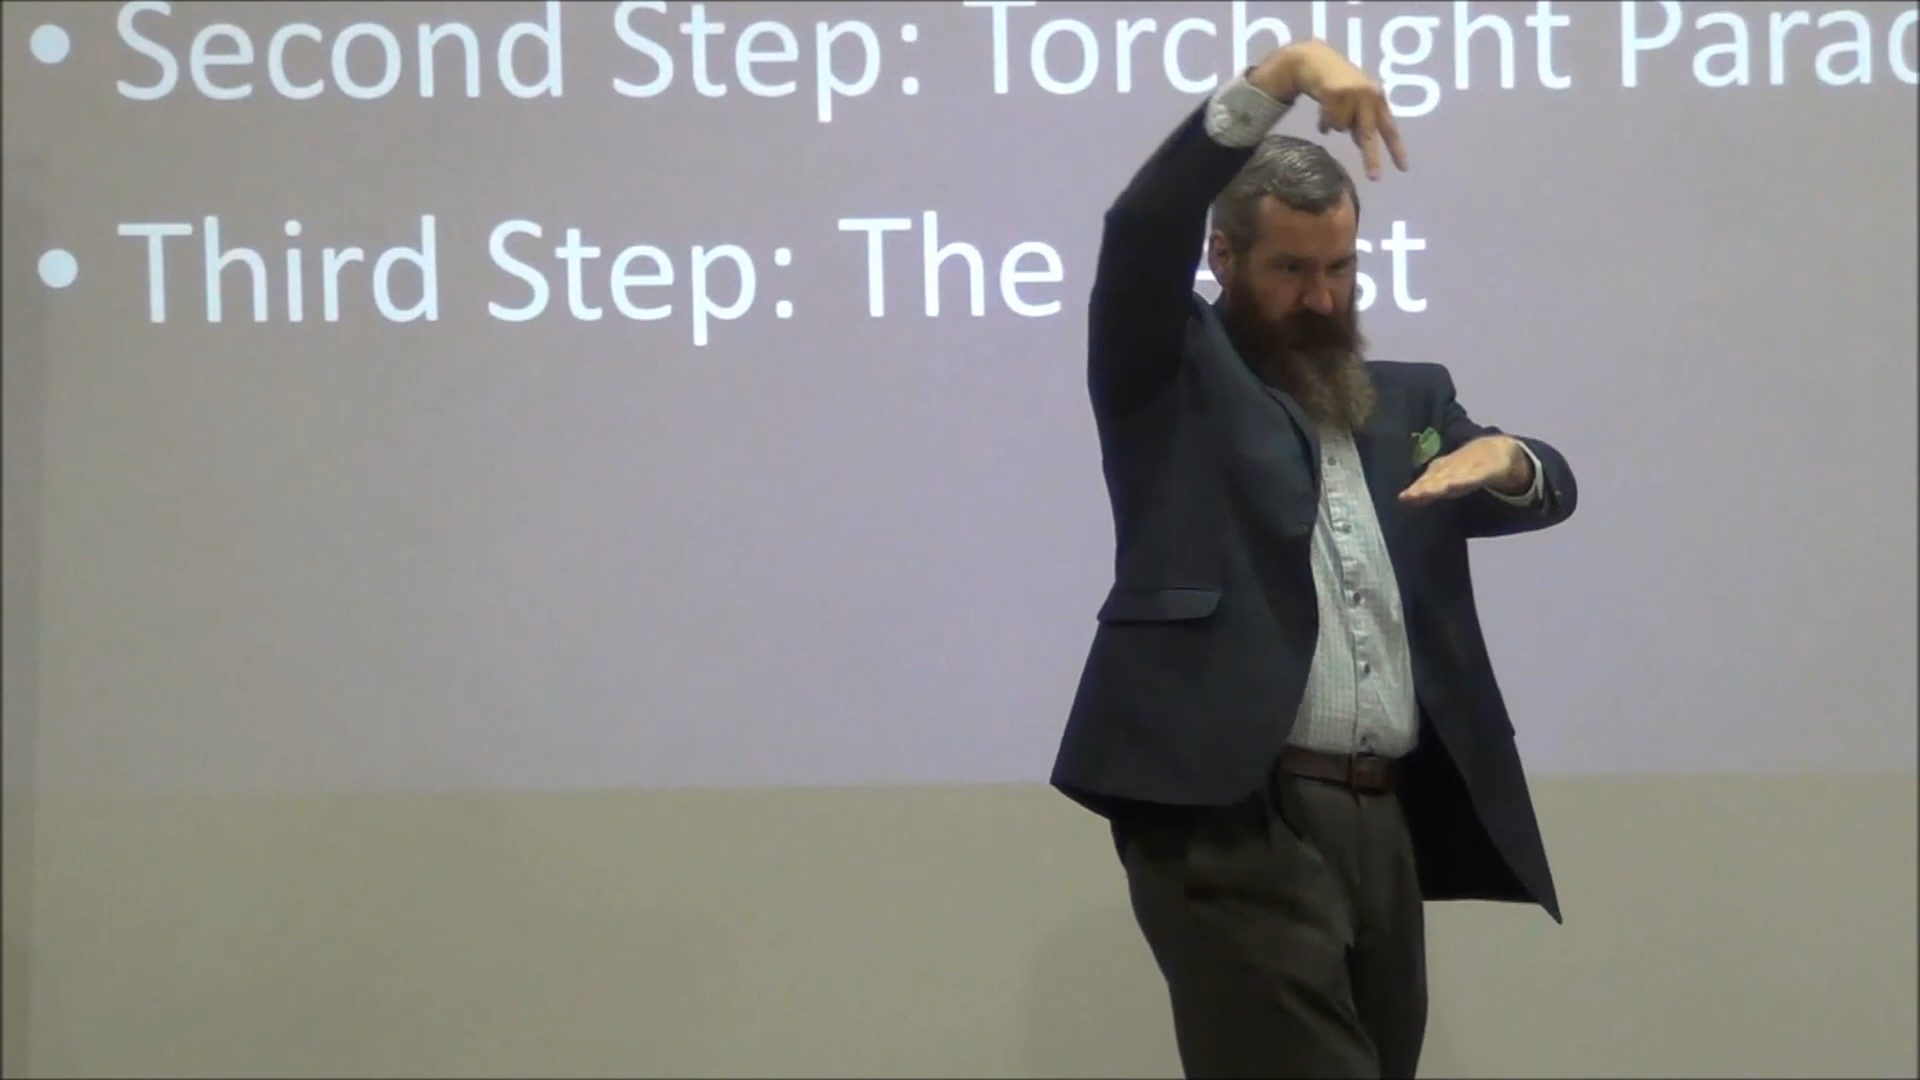 • Second Step: Torchlight Parad
• Third Step: The